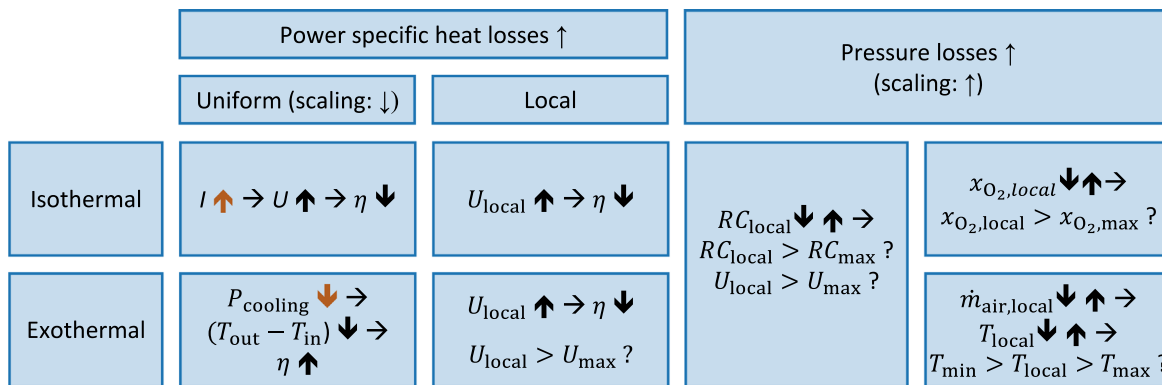 Power specific heat losses ↑
Pressure losses ↑
(scaling: ↑)
Uniform (scaling: ↓)
Local
Isothermal
I ↑ → U ↑ → η ↓
U_local ↑ → η ↓
RC_local ↓ ↑ →
RC_local > RC_max ?
U_local > U_max ?
x_O₂,local ↓ ↑ →
x_O₂,local > x_O₂,max ?
Exothermal
P_cooling ↓ →
(T_out − T_in) ↓ →
η ↑
U_local ↑ → η ↓
U_local > U_max ?
ṁ_air,local ↓ ↑ →
T_local ↓ ↑ →
T_min > T_local > T_max ?